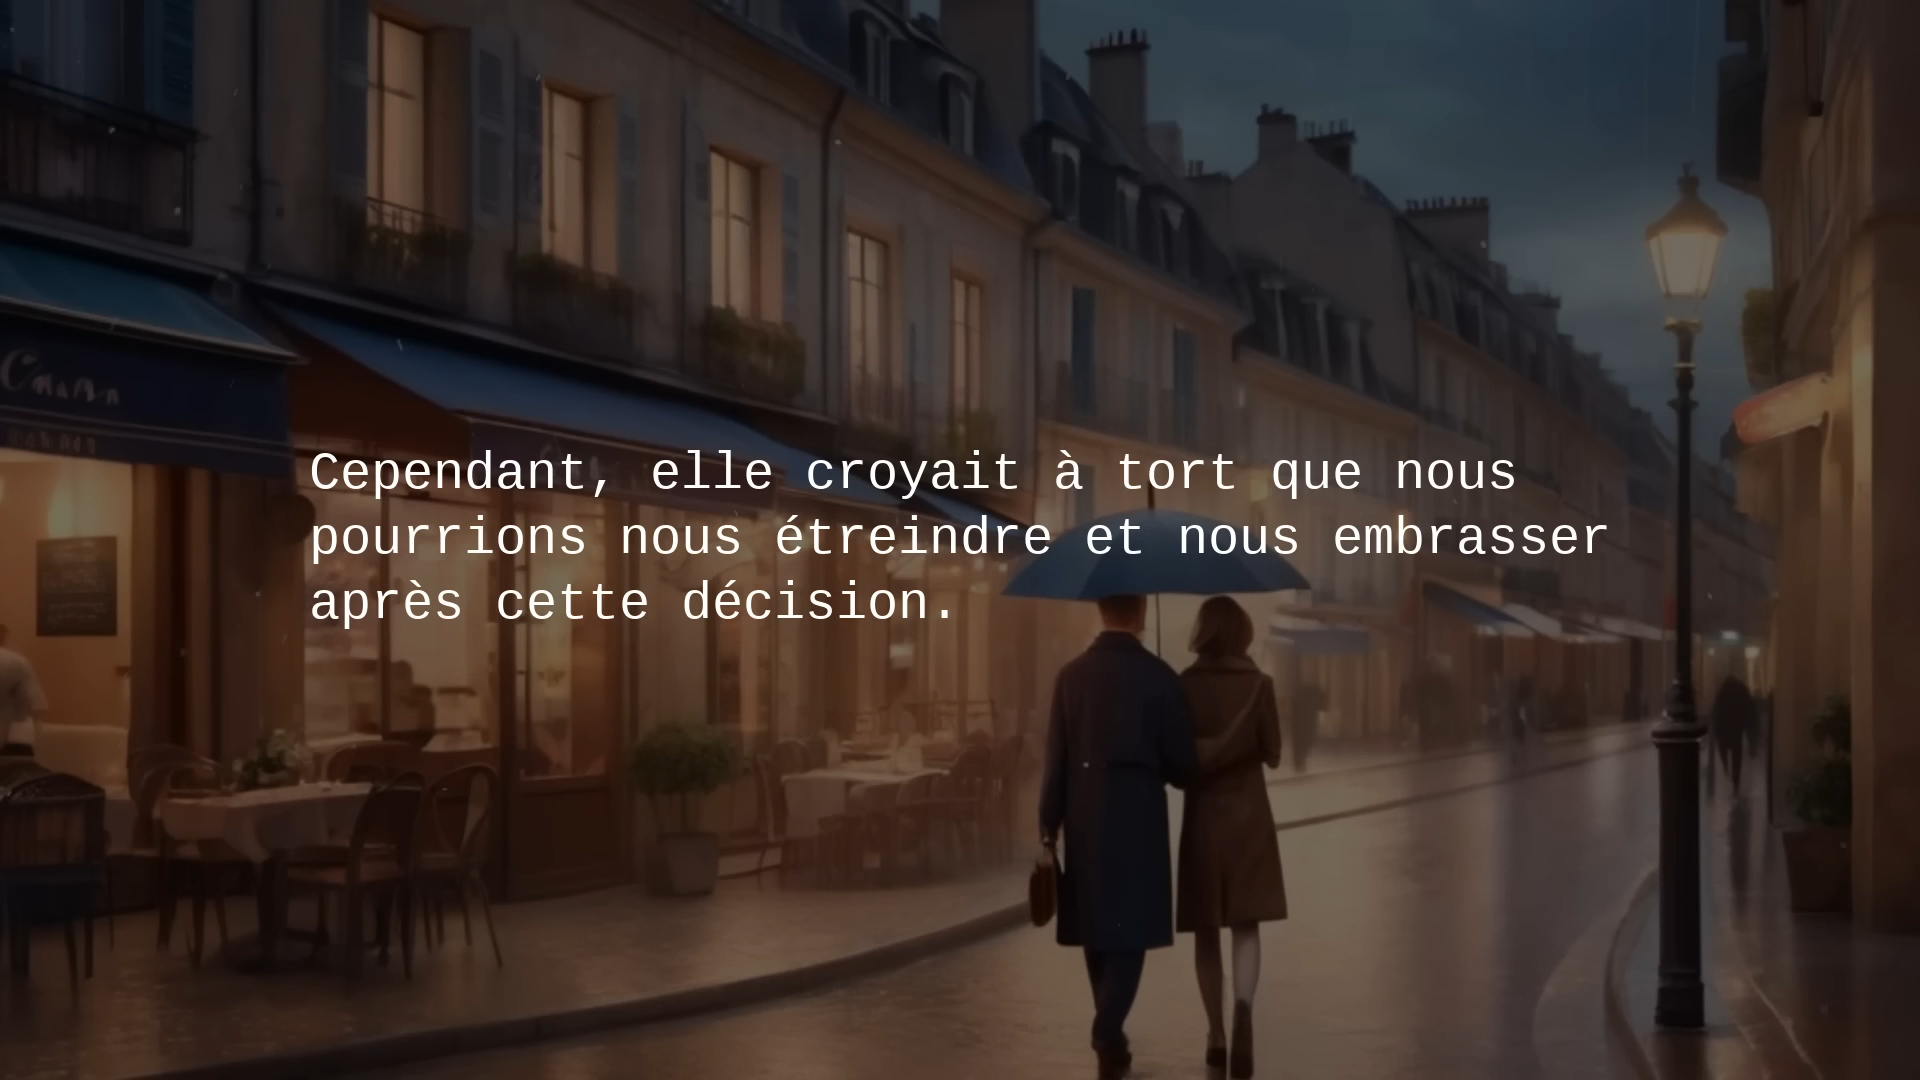 Cependant, elle croyait à tort que nous
pourrions nous étreindre et nous embrasser
après cette décision.